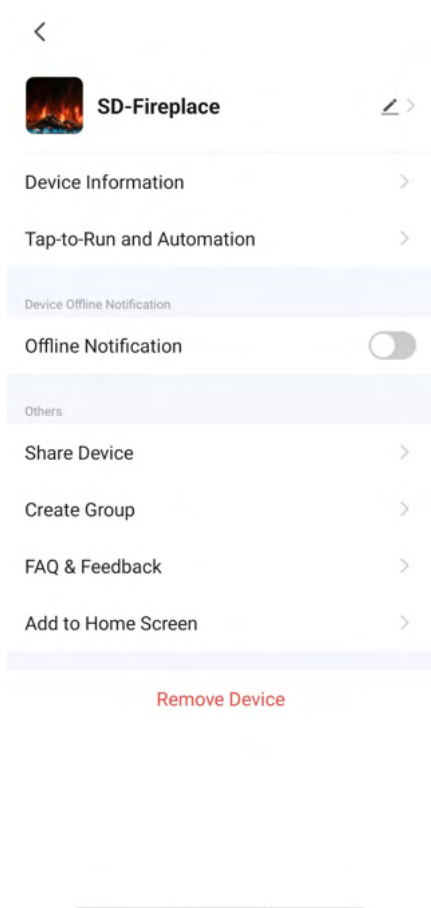 SD-Fireplace
Device Information
Tap-to-Run and Automation
Device Offline Notification
Offline Notification
Others
Share Device
Create Group
FAQ & Feedback
Add to Home Screen
Remove Device